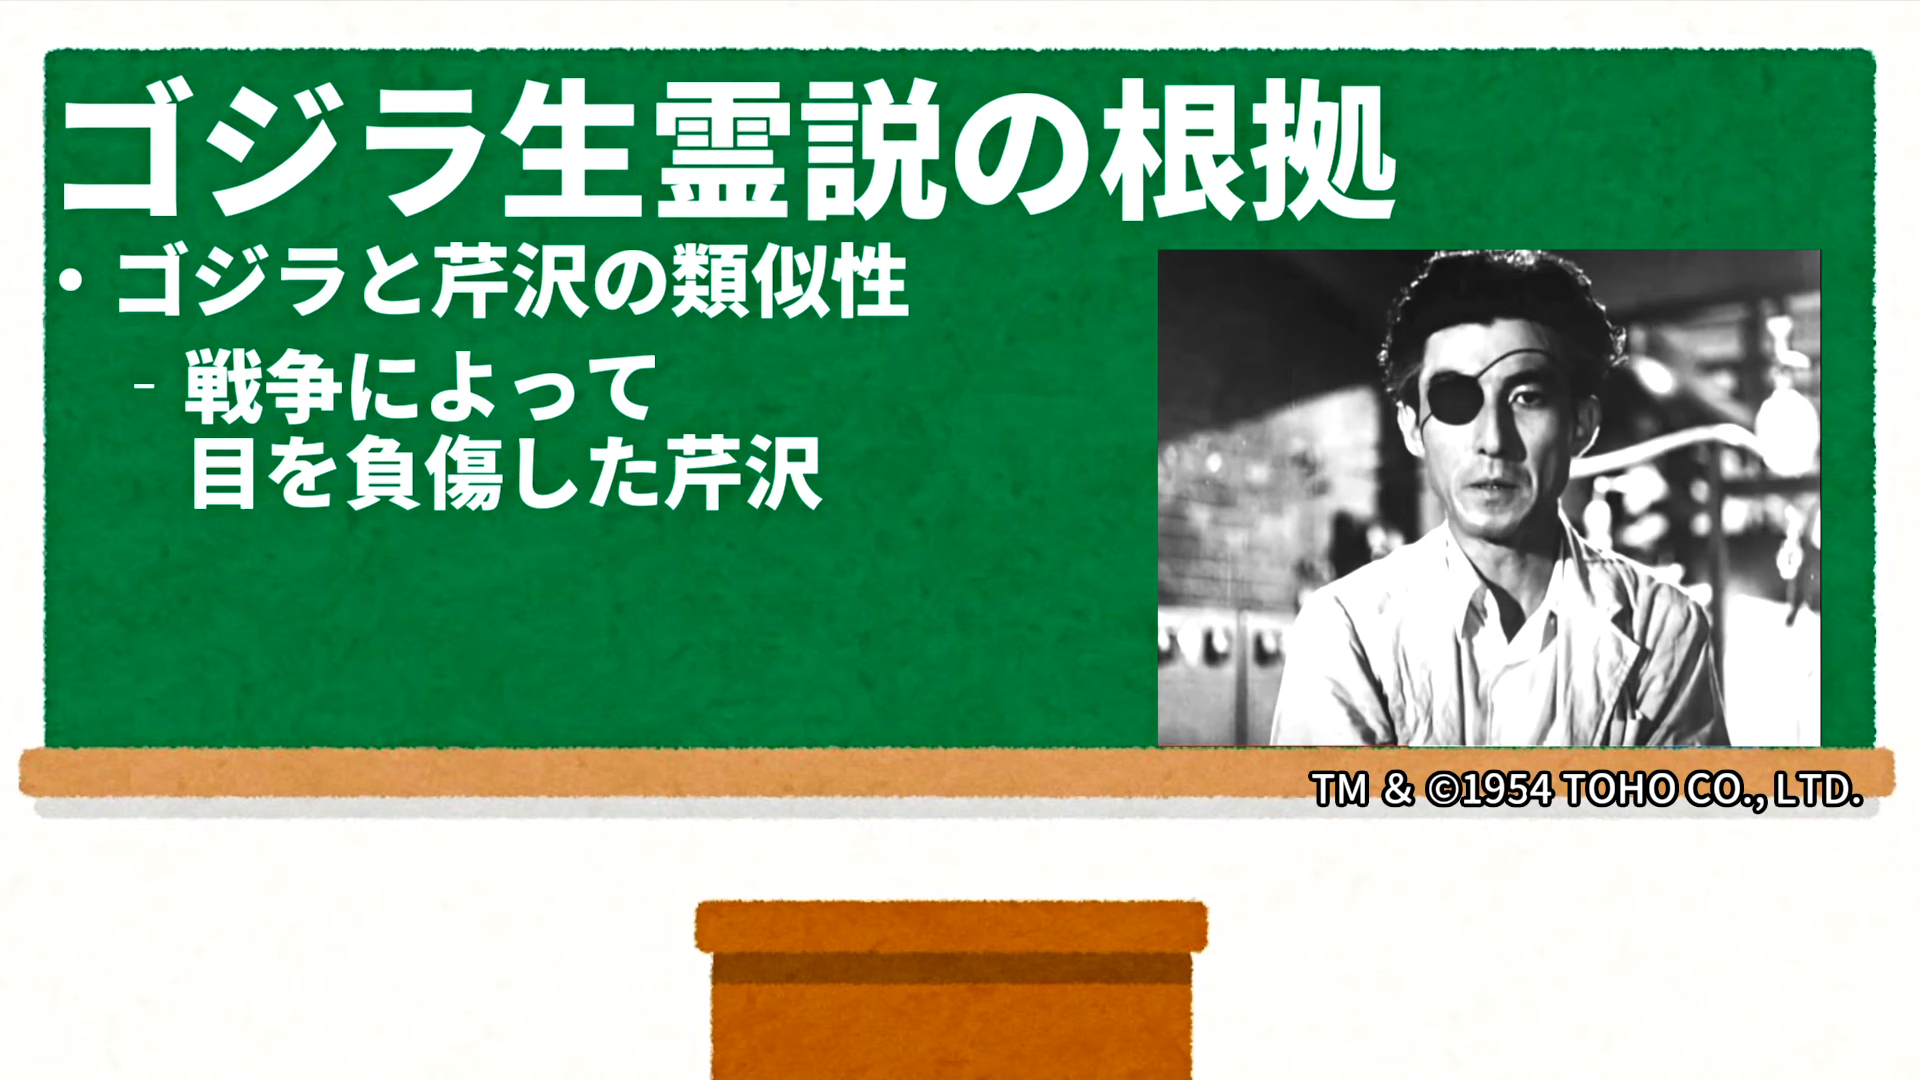 ゴジラ生霊説の根拠
• ゴジラと芹沢の類似性
- 戦争によって
目を負傷した芹沢
TM & ©1954 TOHO CO., LTD.